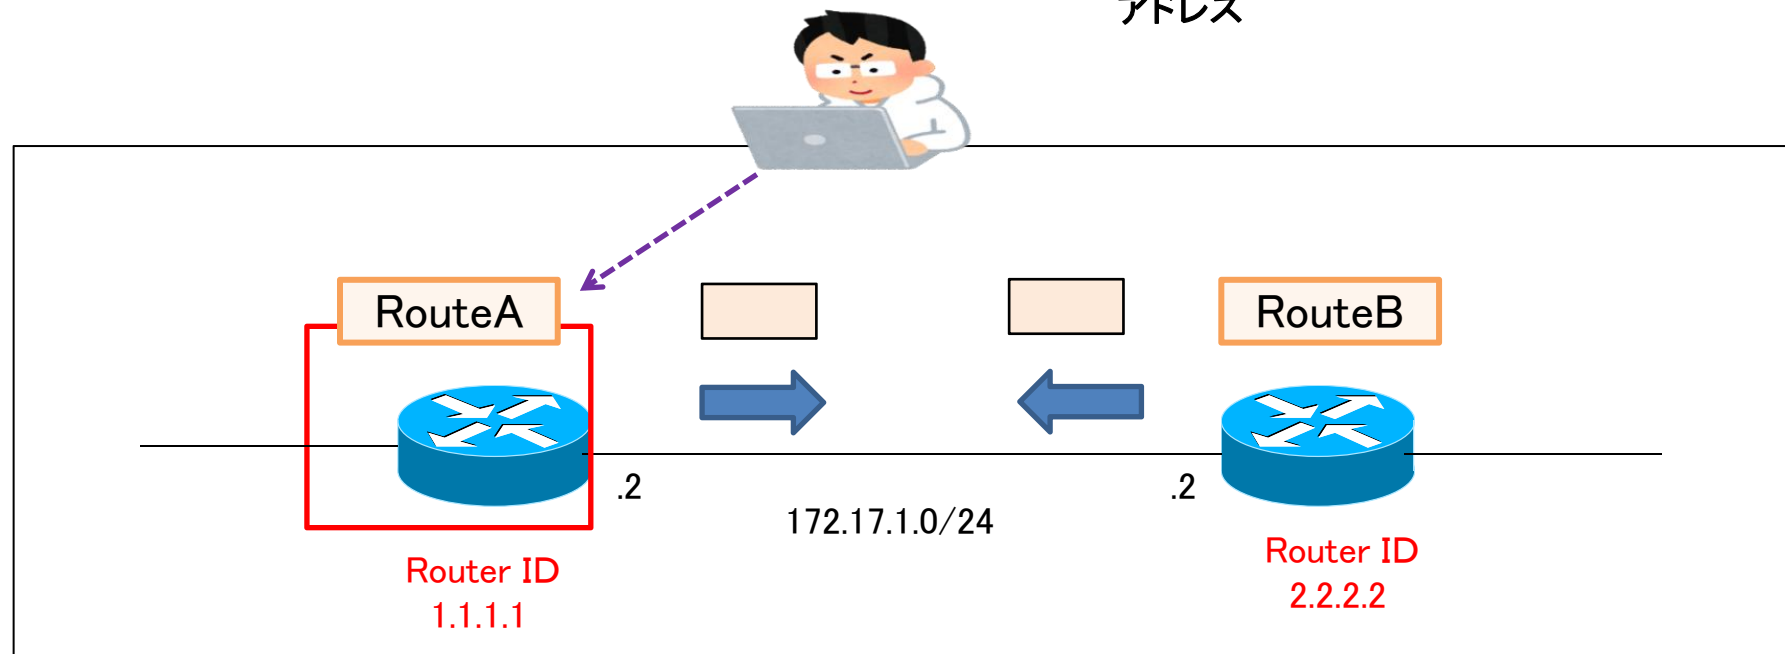 アドレス
RouteA
RouteB
.2
.2
172.17.1.0/24
Router ID
1.1.1.1
Router ID
2.2.2.2